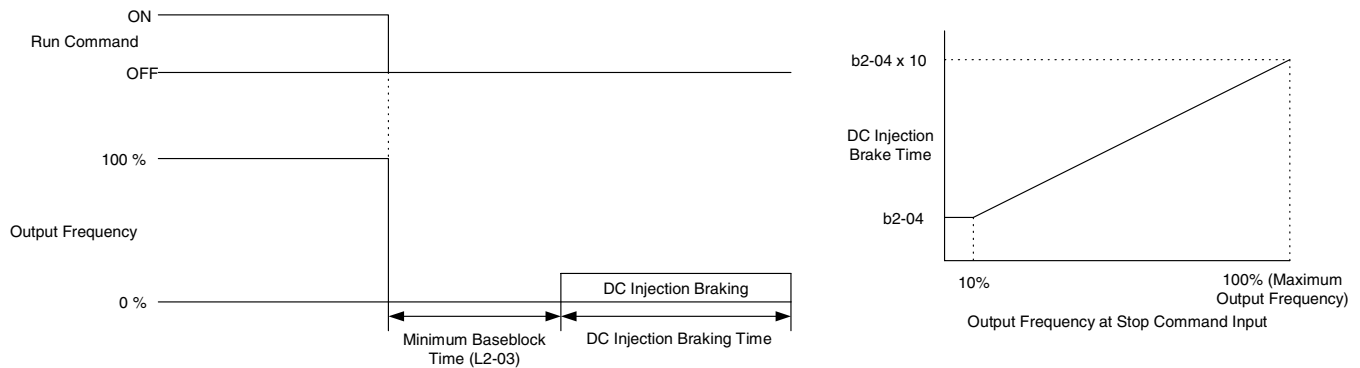 ON
Run Command
OFF
100 %
Output Frequency
0 %
DC Injection Braking
Minimum Baseblock
Time (L2-03)
DC Injection Braking Time
b2-04 x 10
DC Injection
Brake Time
b2-04
10%
100% (Maximum
Output Frequency)
Output Frequency at Stop Command Input